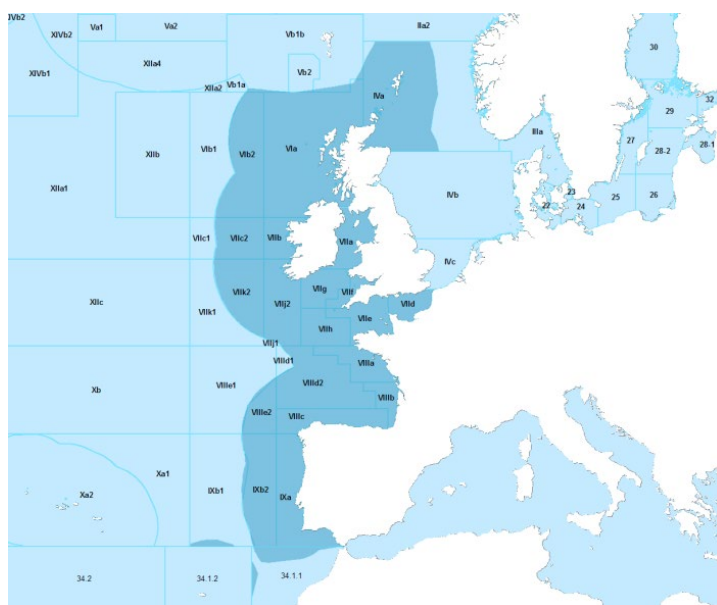 XIVb2
Va1
Va2
Vb1b
IIa2
XIVb1
XIIa4
Vb2
XIIa2
Vb1a
IVa
30
29
32
XIIb
VIb1
VIb2
VIa
IIIa
27
28-2
28-1
XIIa1
IVb
23
22
24
25
26
VIIc1
VIIc2
VIIb
VIIa
IVc
XIIc
VIIk2
VIIj2
VIIg
VIIf
VIId
VIIk1
VIIh
VIIe
VIIj1
VIIId1
VIIIa
Xb
VIIIe1
VIIId2
VIIIb
VIIIe2
VIIIc
Xa1
Xa2
IXb1
IXb2
IXa
34.2
34.1.2
34.1.1